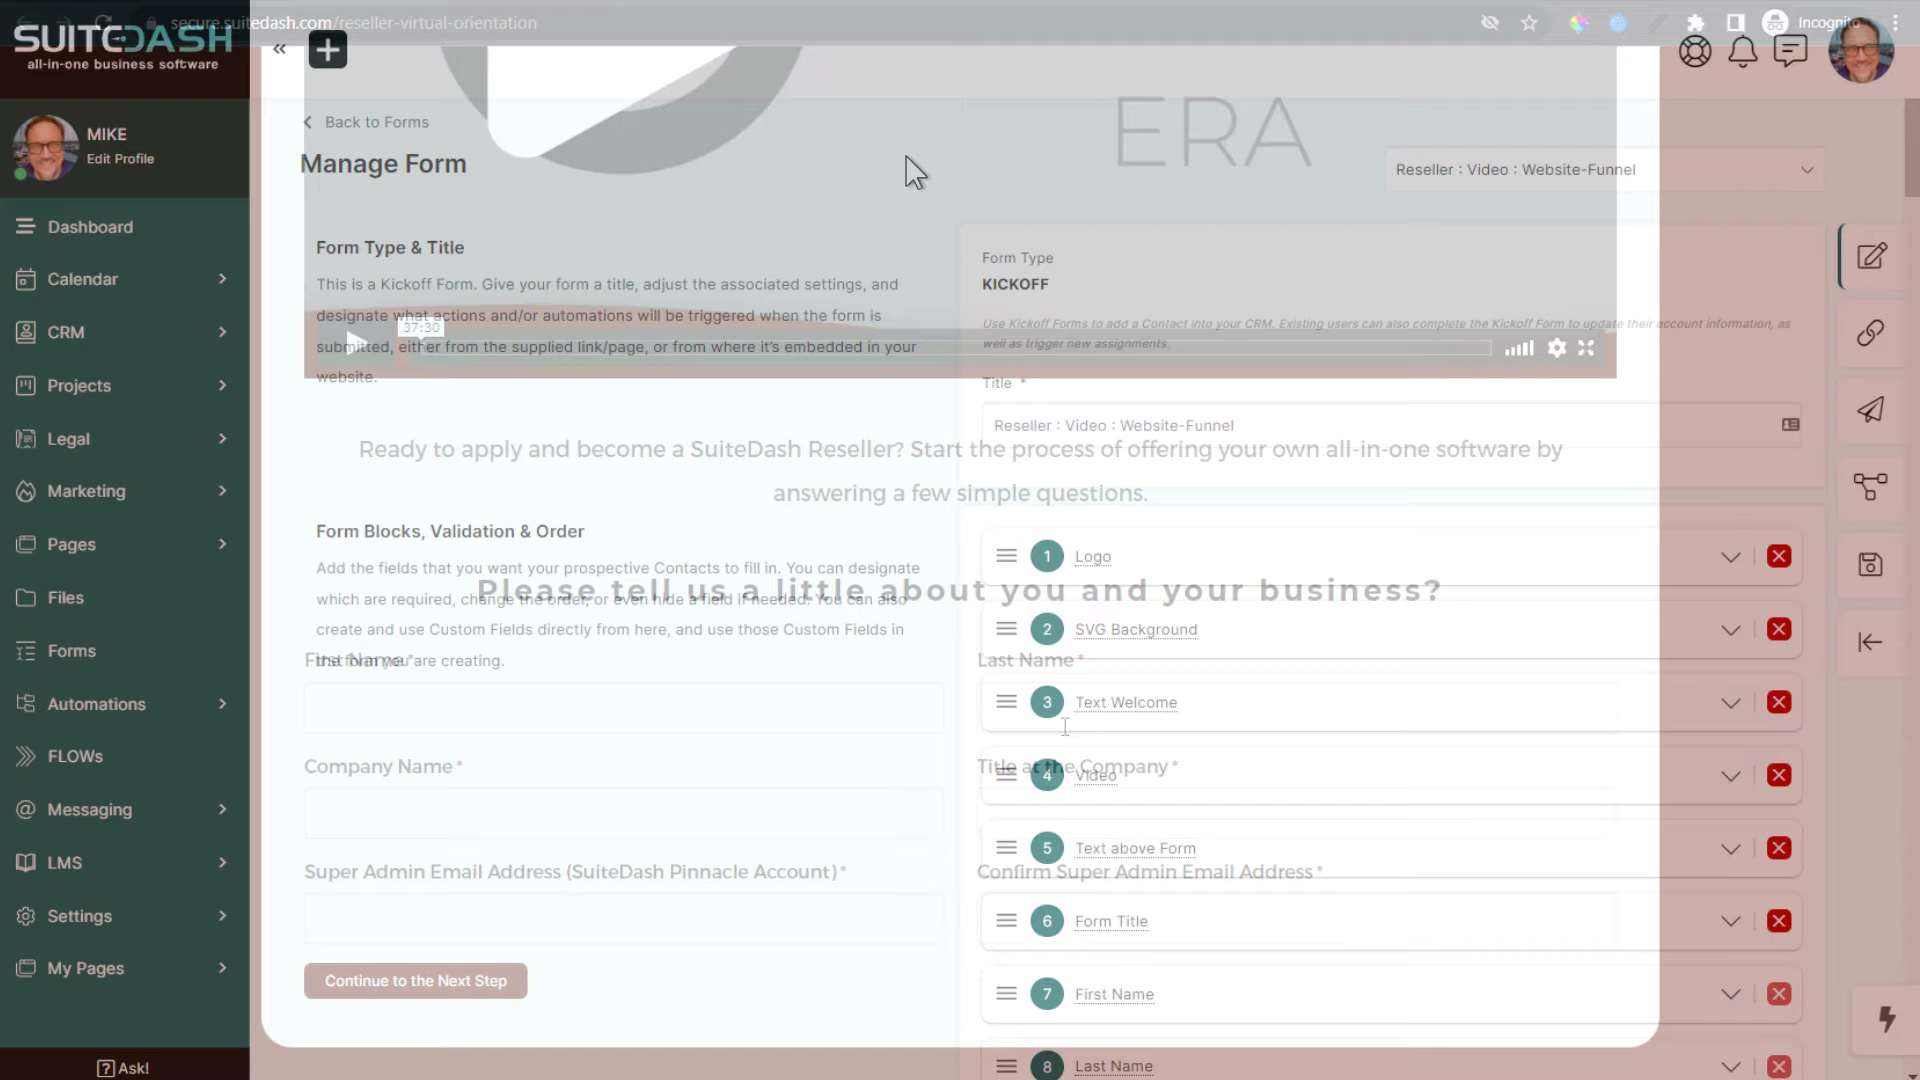 secure.suitedash.com/reseller-virtual-orientation
Incognito
SUITEDASH
all-in-one business software
MIKE
Edit Profile
Dashboard
Calendar
CRM
Projects
Legal
Marketing
Pages
Files
Forms
Automations
FLOWs
Messaging
LMS
Settings
My Pages
Ask!
Back to Forms
Manage Form
ERA
Reseller : Video : Website-Funnel
Form Type & Title
This is a Kickoff Form. Give your form a title, adjust the associated settings, and
designate what actions and/or automations will be triggered when the form is
submitted, either from the supplied link/page, or from where it's embedded in your
website.
37:30
Form Type
KICKOFF
Use Kickoff Forms to add a Contact into your CRM. Existing users can also complete the Kickoff Form to update their account information, as
well as trigger new assignments.
Title *
Reseller : Video : Website-Funnel
Ready to apply and become a SuiteDash Reseller? Start the process of offering your own all-in-one software by
answering a few simple questions.
Form Blocks, Validation & Order
Add the fields that you want your prospective Contacts to fill in. You can designate
which are required, change the order, or even hide a field if needed. You can also
create and use Custom Fields directly from here, and use those Custom Fields in
the form you are creating.
Please tell us a little about you and your business?
First Name *
Last Name *
Company Name *
Title at the Company *
Super Admin Email Address (SuiteDash Pinnacle Account) *
Confirm Super Admin Email Address *
Continue to the Next Step
1 Logo
2 SVG Background
3 Text Welcome
4 Video
5 Text above Form
6 Form Title
7 First Name
8 Last Name